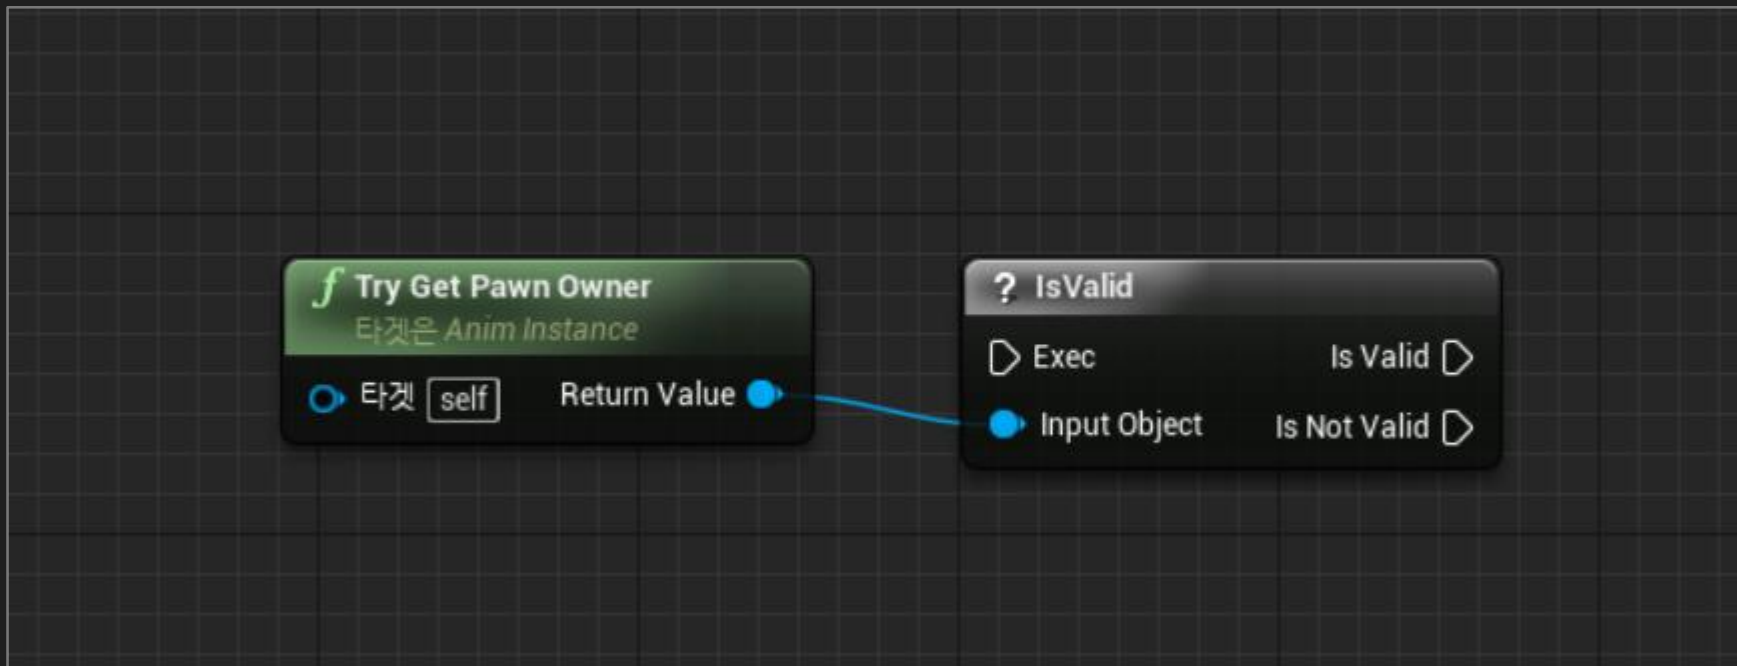 Try Get Pawn Owner
타겟은 Anim Instance
타겟 self Return Value
? IsValid
Exec Is Valid
Input Object Is Not Valid